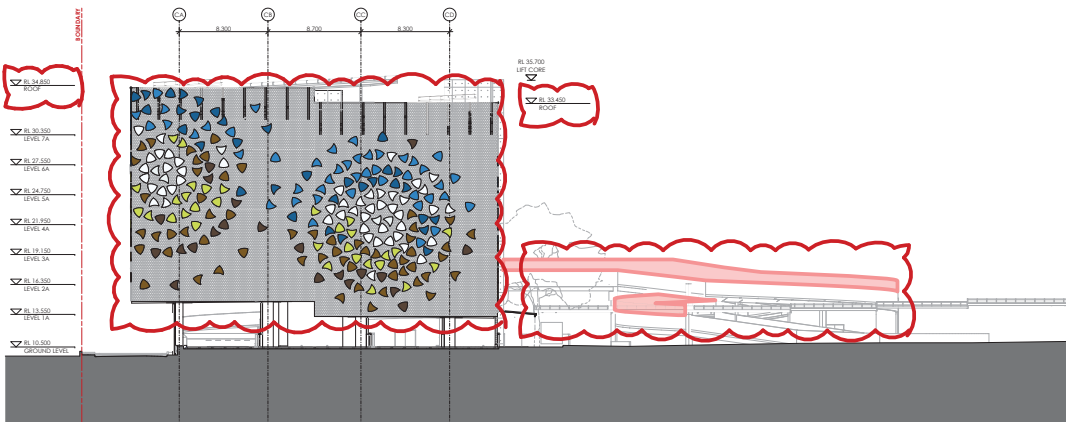 CA CB CC CD
BOUNDARY
8.300 8.700 8.300
RL 35.700
LIFT CORE
RL 34.850
ROOF
RL 33.450
ROOF
RL 30.350
LEVEL 7A
RL 27.550
LEVEL 6A
RL 24.750
LEVEL 5A
RL 21.950
LEVEL 4A
RL 19.150
LEVEL 3A
RL 16.350
LEVEL 2A
RL 13.550
LEVEL 1A
RL 10.500
GROUND LEVEL